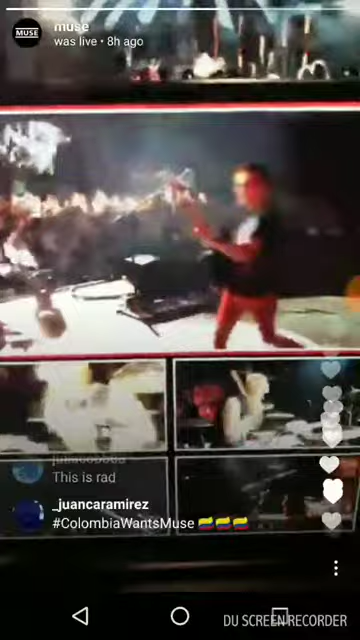 MUSE
muse
was live • 8h ago
This is rad
_juancaramirez
#ColombiaWantsMuse 🇨🇴🇨🇴🇨🇴
DU SCREEN RECORDER